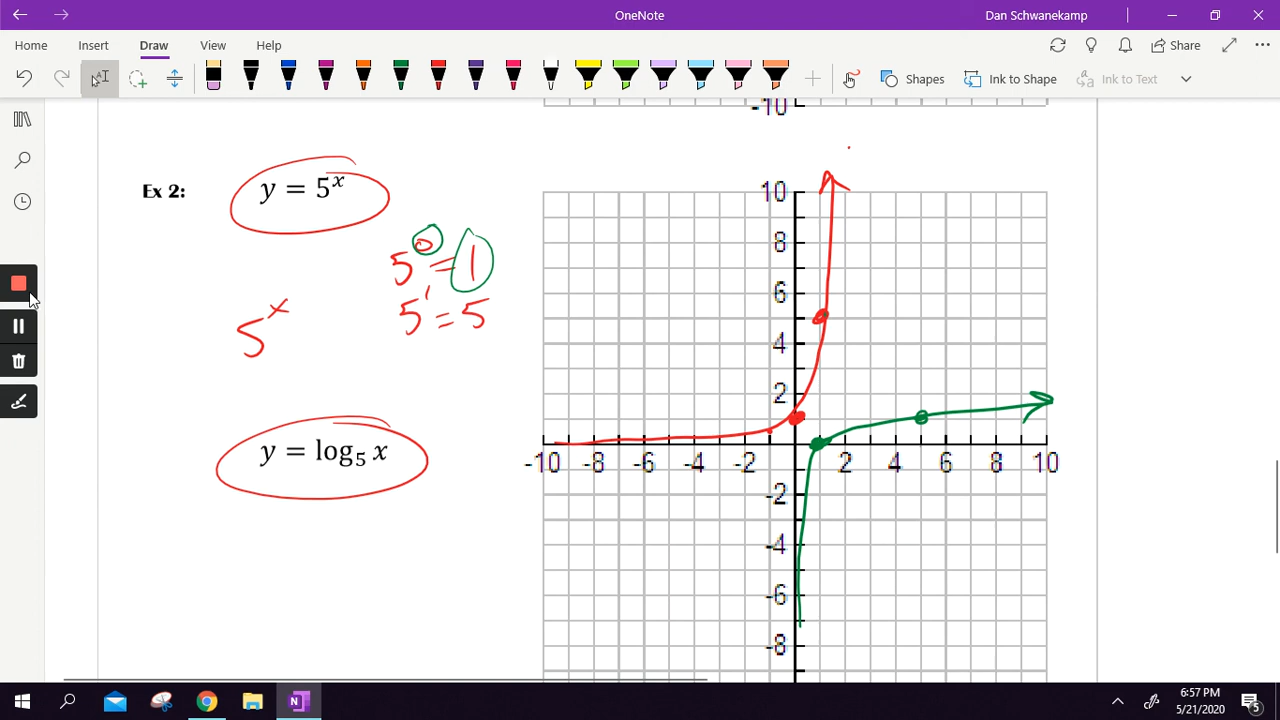 OneNote
Dan Schwanekamp
Home Insert Draw View Help
Share
Shapes Ink to Shape Ink to Text
-10
Ex 2: y = 5^x
5^0 = 1
5^1 = 5
5^x
y = log₅ x
10
8
6
4
2
-10 -8 -6 -4 -2 2 4 6 8 10
-2
-4
-6
-8
6:57 PM
5/21/2020
5